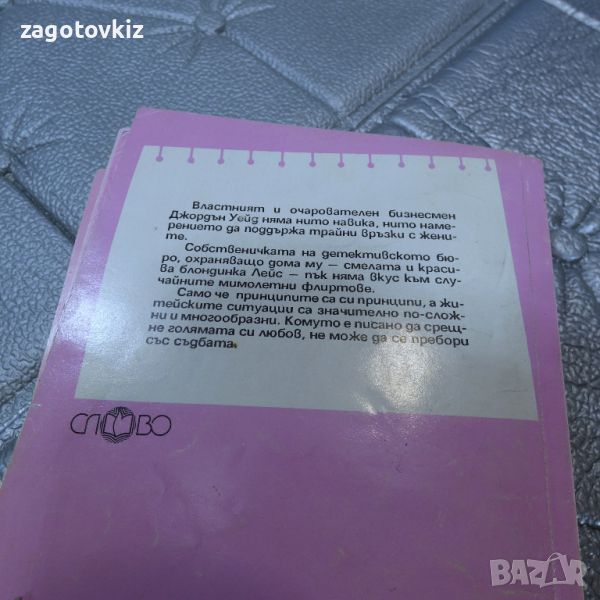 zagotovkiz
Властният и очарователен бизнесмен
Джордън Уейд няма нито навика, нито наме-
рението да поддържа трайни връзки с жени-
те.
Собственичката на детективското бю-
ро, охраняващо дома му — смелата и краси-
ва блондинка Лейс — пък няма вкус към слу-
чайните мимолетни флиртове.
Само че принципите са си принципи, а жи-
тейските ситуации са значително по-слож-
ни и многообразни. Комуто е писано да срещ-
не голямата си любов, не може да се пребори
със съдбата.
СЛОВО
BAZAR